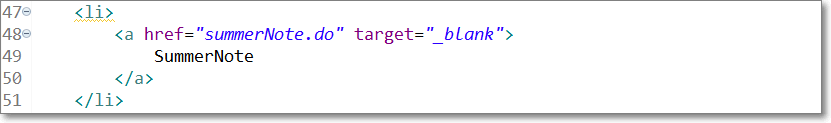 47 <li>
48 <a href="summerNote.do" target="_blank">
49 SummerNote
50 </a>
51 </li>